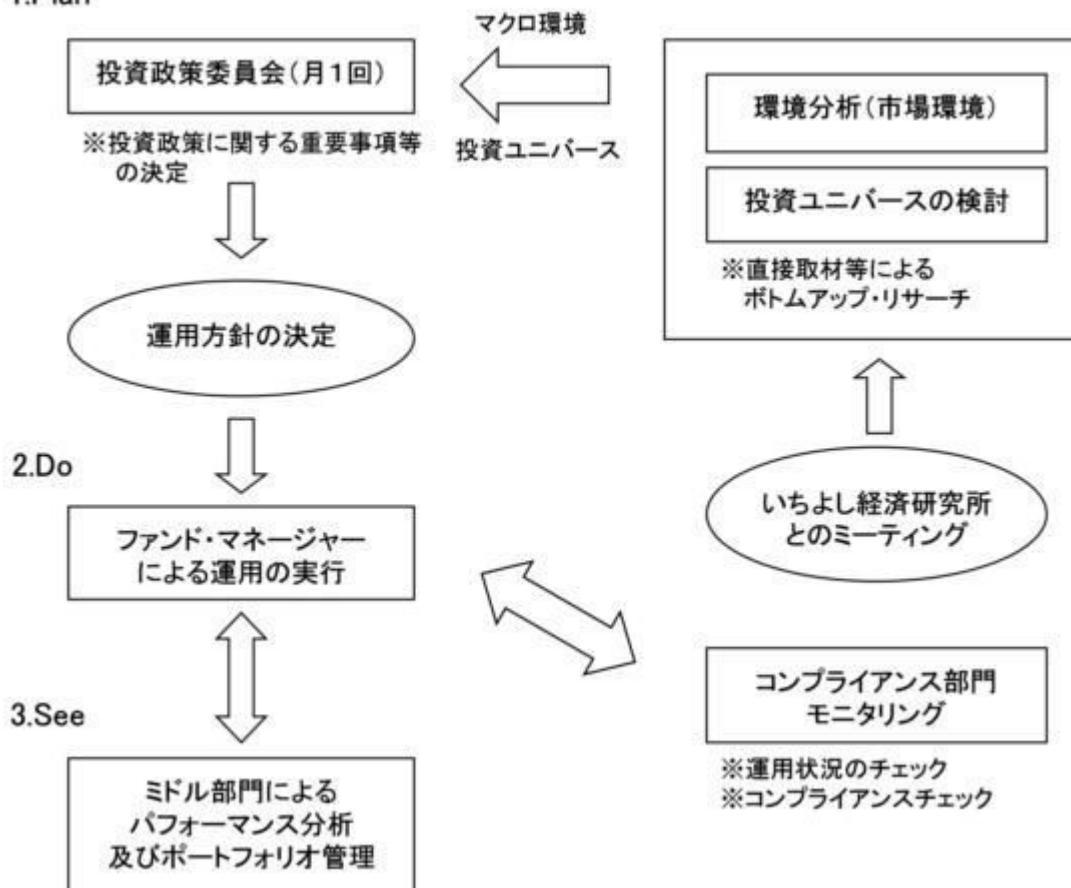 1.Plan
マクロ環境
投資政策委員会(月1回)
※投資政策に関する重要事項等
の決定
投資ユニバース
環境分析(市場環境)
投資ユニバースの検討
※直接取材等による
ボトムアップ・リサーチ
運用方針の決定
いちよし経済研究所
とのミーティング
2.Do
ファンド・マネージャー
による運用の実行
コンプライアンス部門
モニタリング
※運用状況のチェック
※コンプライアンスチェック
3.See
ミドル部門による
パフォーマンス分析
及びポートフォリオ管理